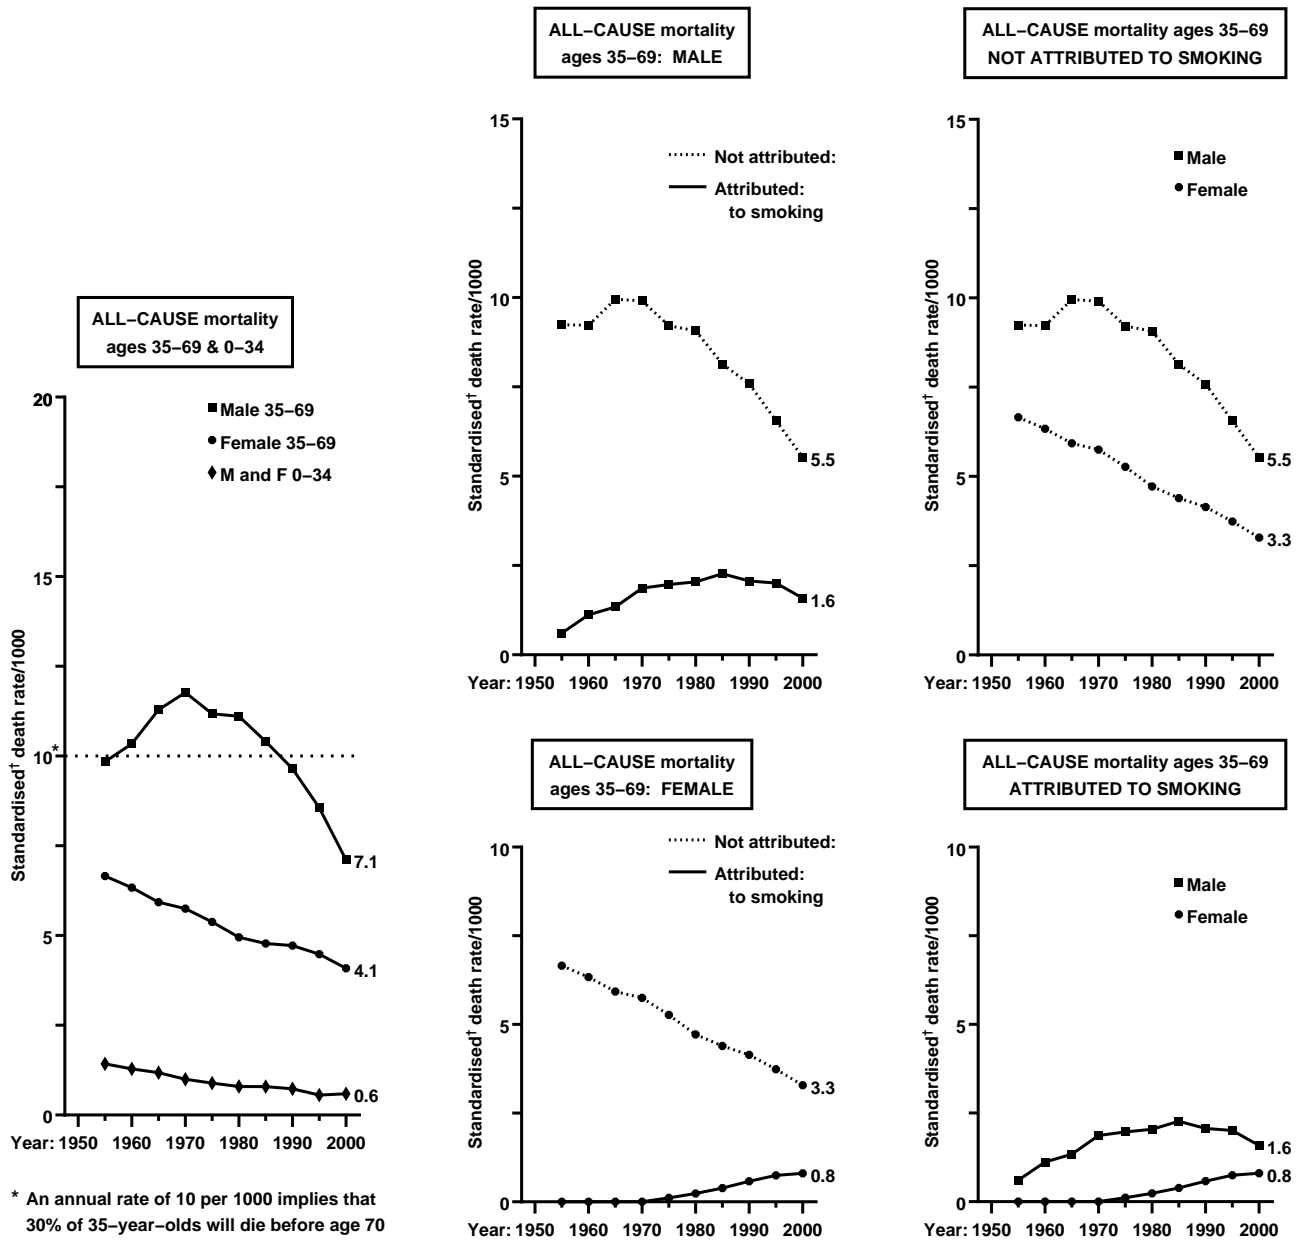 ALL−CAUSE mortality
ages 35−69 & 0−34
20
15
10*
5
0
Standardised† death rate/1000
Male 35−69
Female 35−69
M and F 0−34
7.1
4.1
0.6
Year: 1950 1960 1970 1980 1990 2000
* An annual rate of 10 per 1000 implies that
30% of 35−year−olds will die before age 70
ALL−CAUSE mortality
ages 35−69: MALE
15
10
5
0
Standardised† death rate/1000
Not attributed:
Attributed:
to smoking
5.5
1.6
Year: 1950 1960 1970 1980 1990 2000
ALL−CAUSE mortality ages 35−69
NOT ATTRIBUTED TO SMOKING
15
10
5
0
Standardised† death rate/1000
Male
Female
5.5
3.3
Year: 1950 1960 1970 1980 1990 2000
ALL−CAUSE mortality
ages 35−69: FEMALE
10
5
0
Standardised† death rate/1000
Not attributed:
Attributed:
to smoking
3.3
0.8
Year: 1950 1960 1970 1980 1990 2000
ALL−CAUSE mortality ages 35−69
ATTRIBUTED TO SMOKING
10
5
0
Standardised† death rate/1000
Male
Female
1.6
0.8
Year: 1950 1960 1970 1980 1990 2000